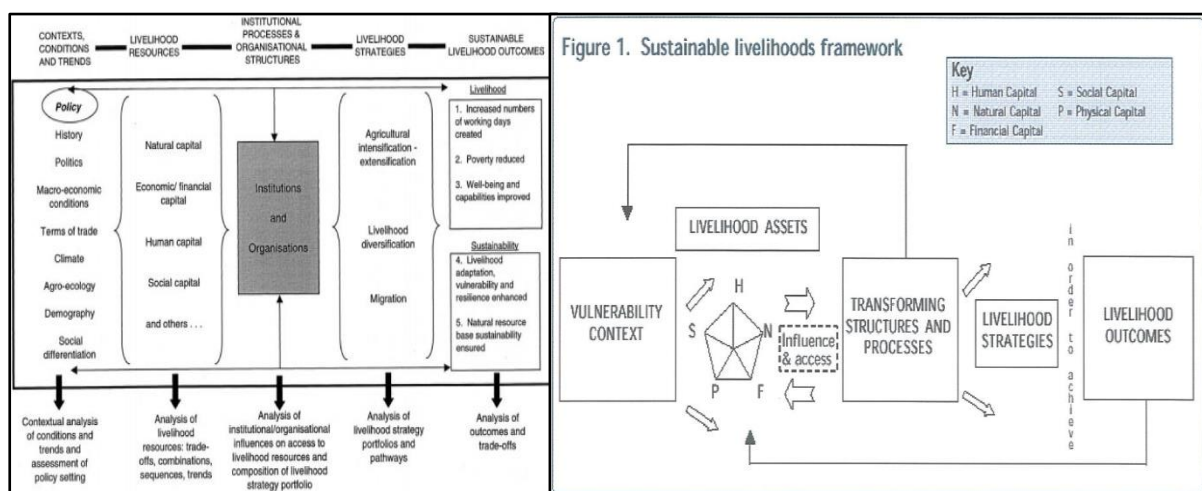 CONTEXTS,
CONDITIONS
AND TRENDS
LIVELIHOOD
RESOURCES
INSTITUTIONAL
PROCESSES &
ORGANISATIONAL
STRUCTURES
LIVELIHOOD
STRATEGIES
SUSTAINABLE
LIVELIHOOD OUTCOMES
Policy
History
Politics
Macro-economic
conditions
Terms of trade
Climate
Agro-ecology
Demography
Social
differentiation
Natural capital
Economic/ financial
capital
Human capital
Social capital
and others . . .
Institutions
and
Organisations
Agricultural
intensification -
extensification
Livelihood
diversification
Migration
Livelihood
1. Increased numbers
of working days
created
2. Poverty reduced
3. Well-being and
capabilities improved
Sustainability
4. Livelihood
adaptation,
vulnerability and
resilience enhanced
5. Natural resource
base sustainability
ensured
Contextual analysis
of conditions and
trends and
assessment of
policy setting
Analysis of
livelihood
resources: trade-
offs, combinations,
sequences, trends
Analysis of
institutional/organisational
influences on access to
livelihood resources and
composition of livelihood
strategy portfolio
Analysis of
livelihood strategy
portfolios and
pathways
Analysis of
outcomes and
trade-offs
Figure 1. Sustainable livelihoods framework
Key
H = Human Capital S = Social Capital
N = Natural Capital P = Physical Capital
F = Financial Capital
LIVELIHOOD ASSETS
VULNERABILITY
CONTEXT
H
S
N
P
F
Influence
& access
TRANSFORMING
STRUCTURES AND
PROCESSES
LIVELIHOOD
STRATEGIES
in order to achieve
LIVELIHOOD
OUTCOMES